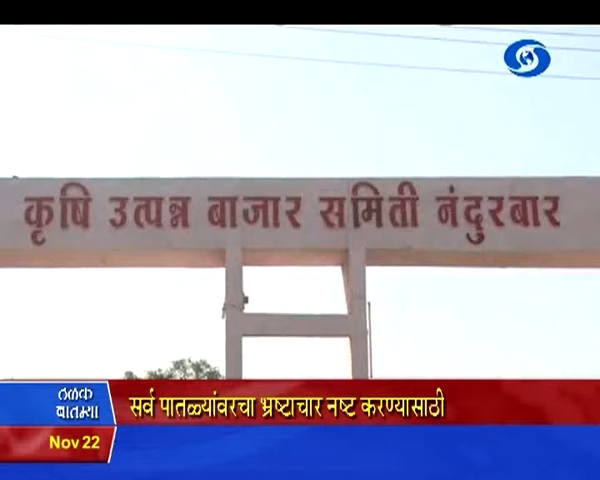 कृषि उत्पन्न बाजार समिती नंदुरबार
ठळक
बातम्या
सर्व पातळ्यांवरचा भ्रष्टाचार नष्ट करण्यासाठी
Nov 22